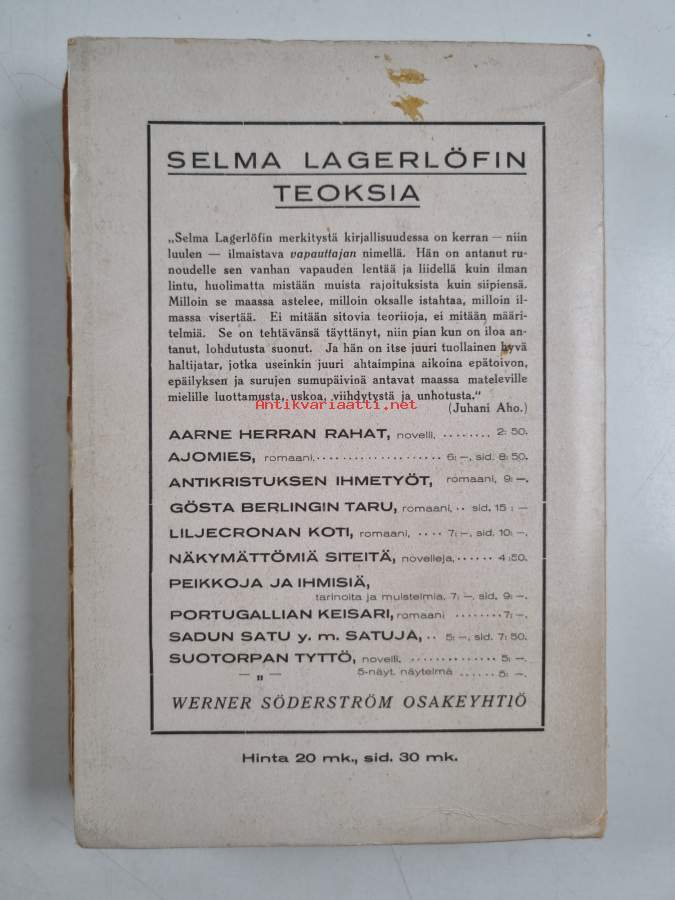 SELMA LAGERLÖFIN
TEOKSIA
„Selma Lagerlöfin merkitystä kirjallisuudessa on kerran — niin
luulen — ilmaistava vapauttajan nimellä. Hän on antanut ru-
noudelle sen vanhan vapauden lentää ja liidellä kuin ilman
lintu, huolimatta mistään muista rajoituksista kuin siipiensä.
Milloin se maassa astelee, milloin oksalle istahtaa, milloin il-
massa visertää. Ei mitään sitovia teoriioja, ei mitään määri-
telmiä. Se on tehtävänsä täyttänyt, niin pian kun on iloa an-
tanut, lohdutusta suonut. Ja hän on itse juuri tuollainen hyvä
haltijatar, jotka useinkin juuri ahtaimpina aikoina epätoivon,
epäilyksen ja surujen sumupäivinä antavat maassa mateleville
mielille luottamusta, uskoa, viihdytystä ja unhotusta.“
Antikvariaatti.net
(Juhani Aho.)
AARNE HERRAN RAHAT, novelli, ........ 2: 50.
AJOMIES, romaani, ..................... 6: —, sid. 8: 50.
ANTIKRISTUKSEN IHMETYÖT, romaani, 9: —.
GÖSTA BERLINGIN TARU, romaani, .. sid. 15: —
LILJECRONAN KOTI, romaani, .... 7: —, sid. 10: —.
NÄKYMÄTTÖMIÄ SITEITÄ, novelleja, ...... 4: 50.
PEIKKOJA JA IHMISIÄ,
tarinoita ja muistelmia, 7: —, sid. 9: —.
PORTUGALLIAN KEISARI, romaani ........ 7: —.
SADUN SATU y. m. SATUJA, .. 5: —, sid. 7: 50.
SUOTORPAN TYTTÖ, novelli, .............. 5: —.
— „ — 5-näyt. näytelmä ...... 5: —.
WERNER SÖDERSTRÖM OSAKEYHTIÖ
Hinta 20 mk., sid. 30 mk.